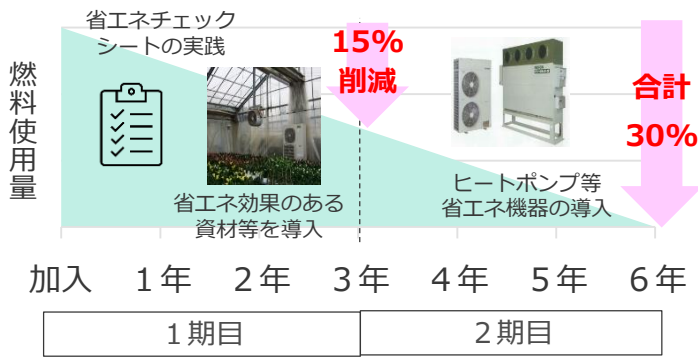 省エネチェック
シートの実践
15%
削減
合計
30%
燃料使用量
省エネ効果のある
資材等を導入
ヒートポンプ等
省エネ機器の導入
加入 1年 2年 3年 4年 5年 6年
1期目 2期目